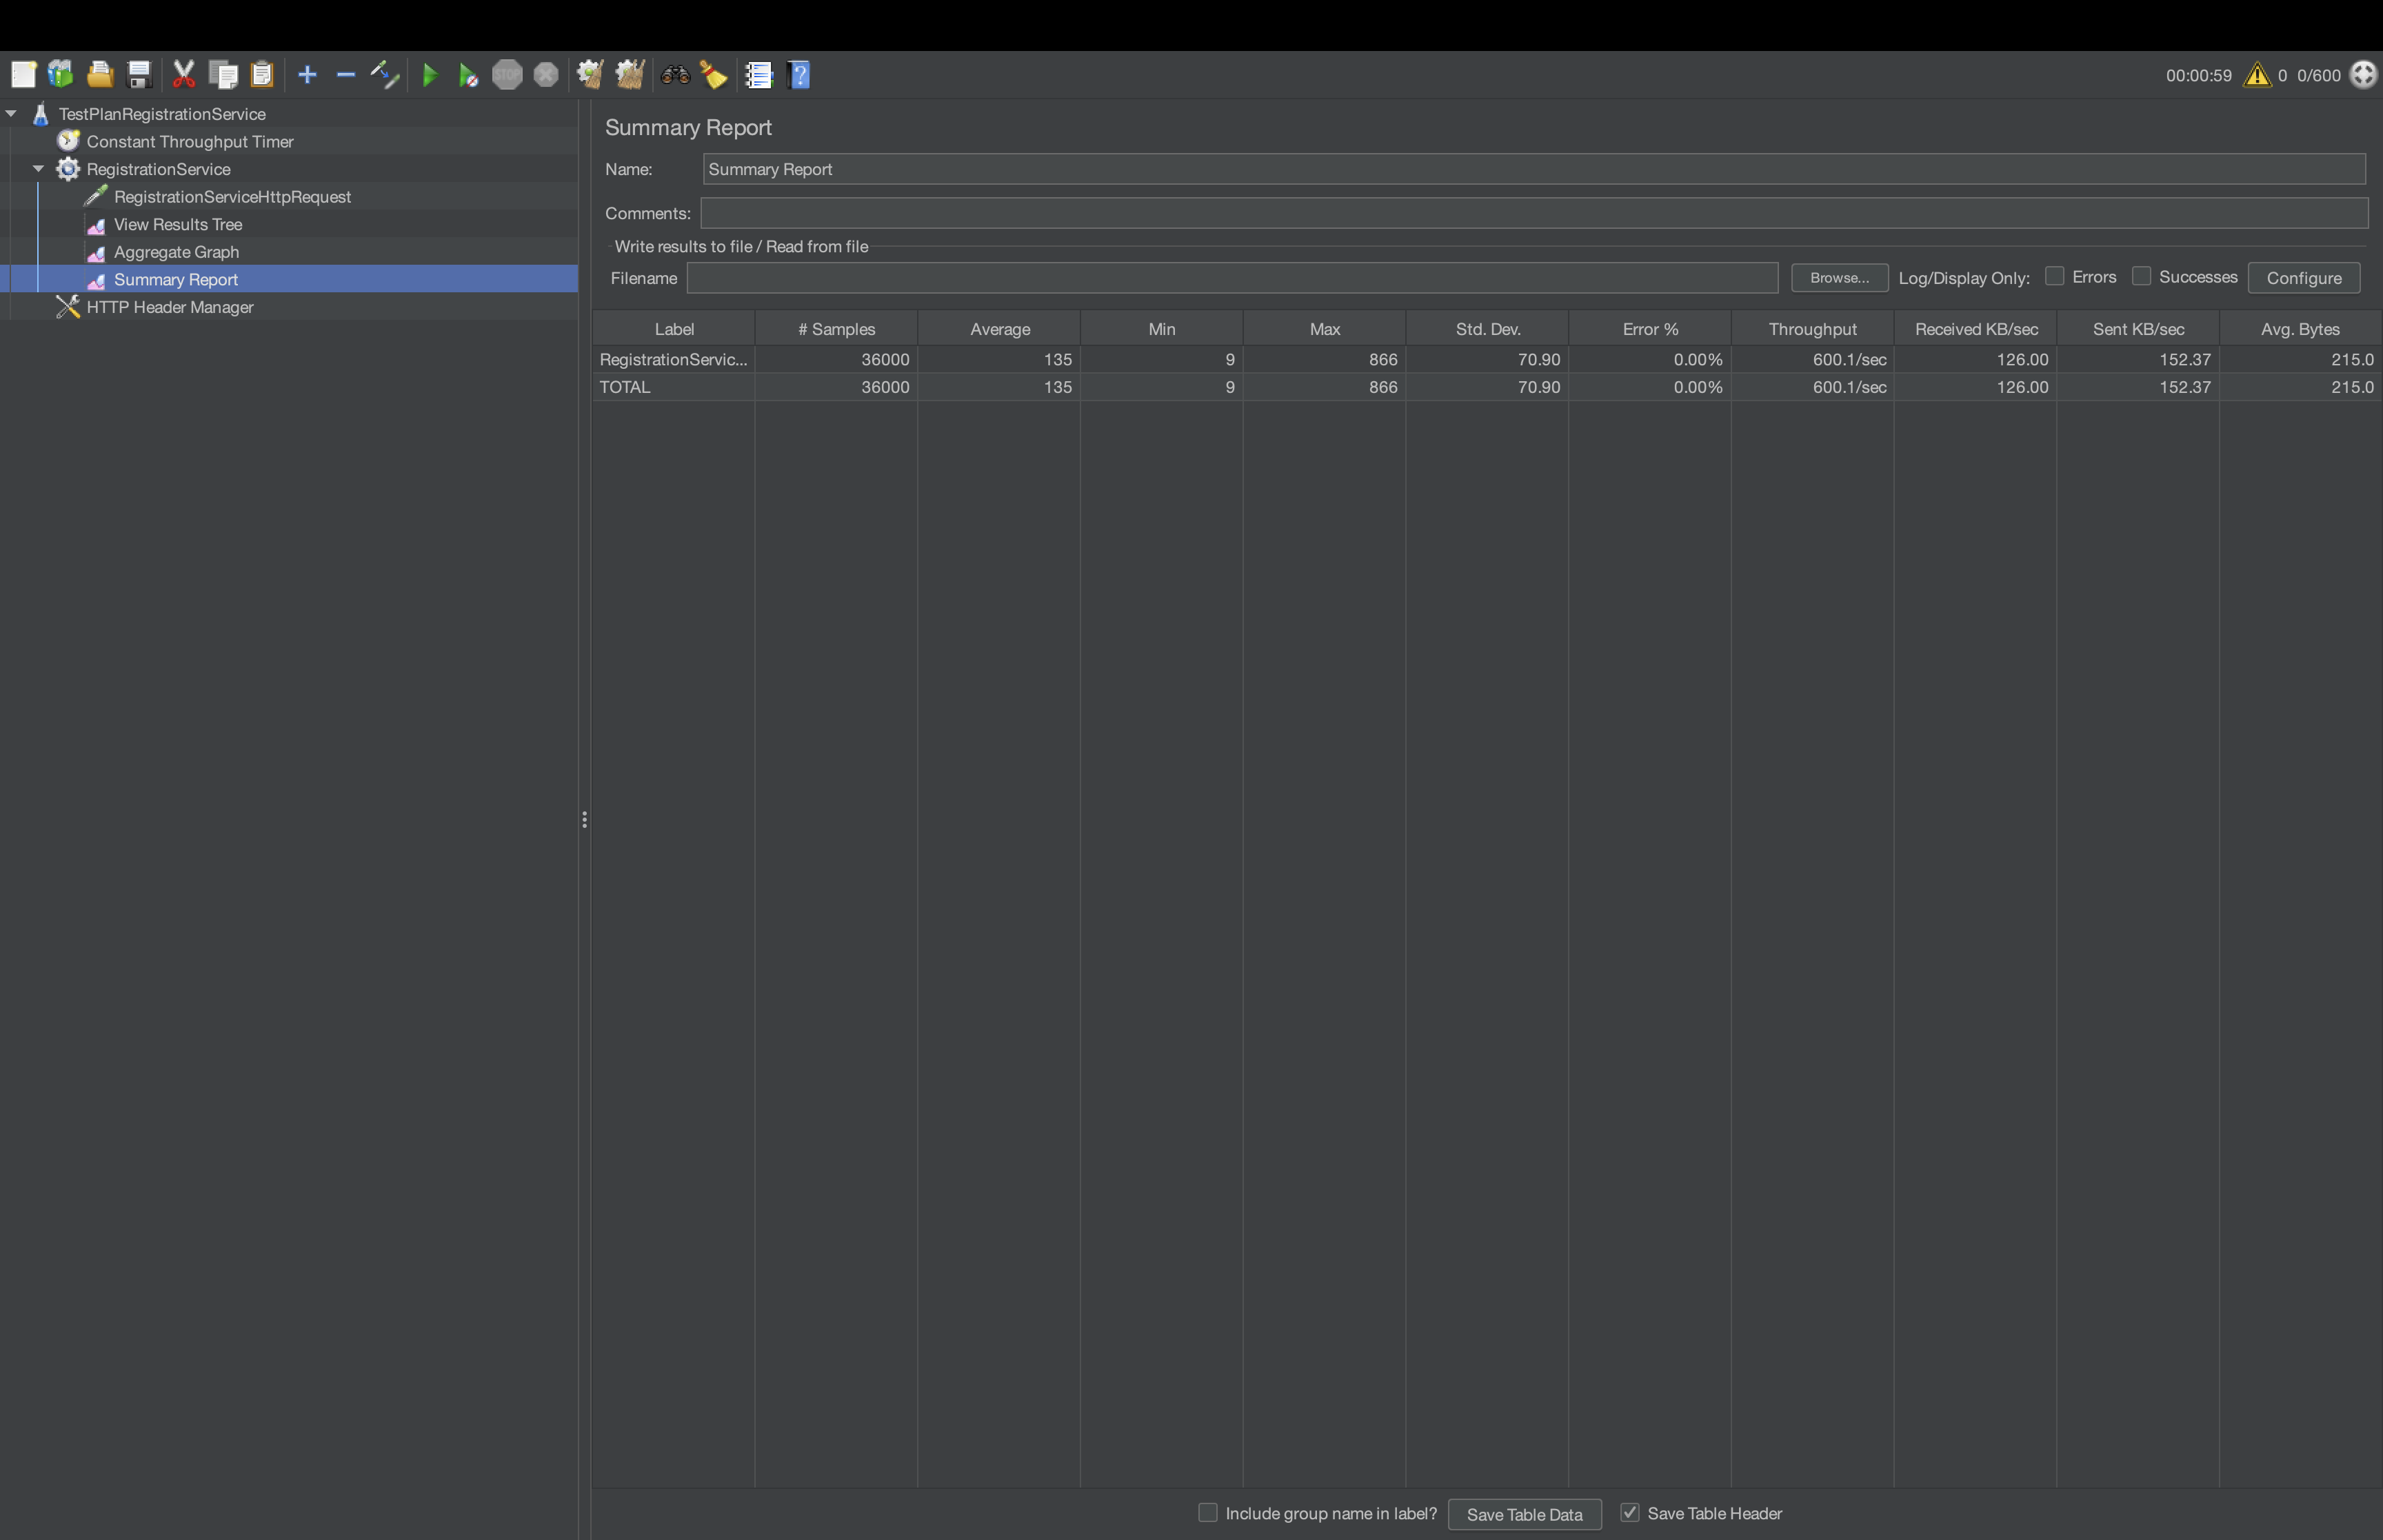 STOP
00:00:59 0 0/600
TestPlanRegistrationService
Constant Throughput Timer
RegistrationService
RegistrationServiceHttpRequest
View Results Tree
Aggregate Graph
Summary Report
HTTP Header Manager
Summary Report
Name: Summary Report
Comments:
Write results to file / Read from file
Filename Browse... Log/Display Only: Errors Successes Configure
Label # Samples Average Min Max Std. Dev. Error % Throughput Received KB/sec Sent KB/sec Avg. Bytes
RegistrationServic... 36000 135 9 866 70.90 0.00% 600.1/sec 126.00 152.37 215.0
TOTAL 36000 135 9 866 70.90 0.00% 600.1/sec 126.00 152.37 215.0
Include group name in label? Save Table Data Save Table Header